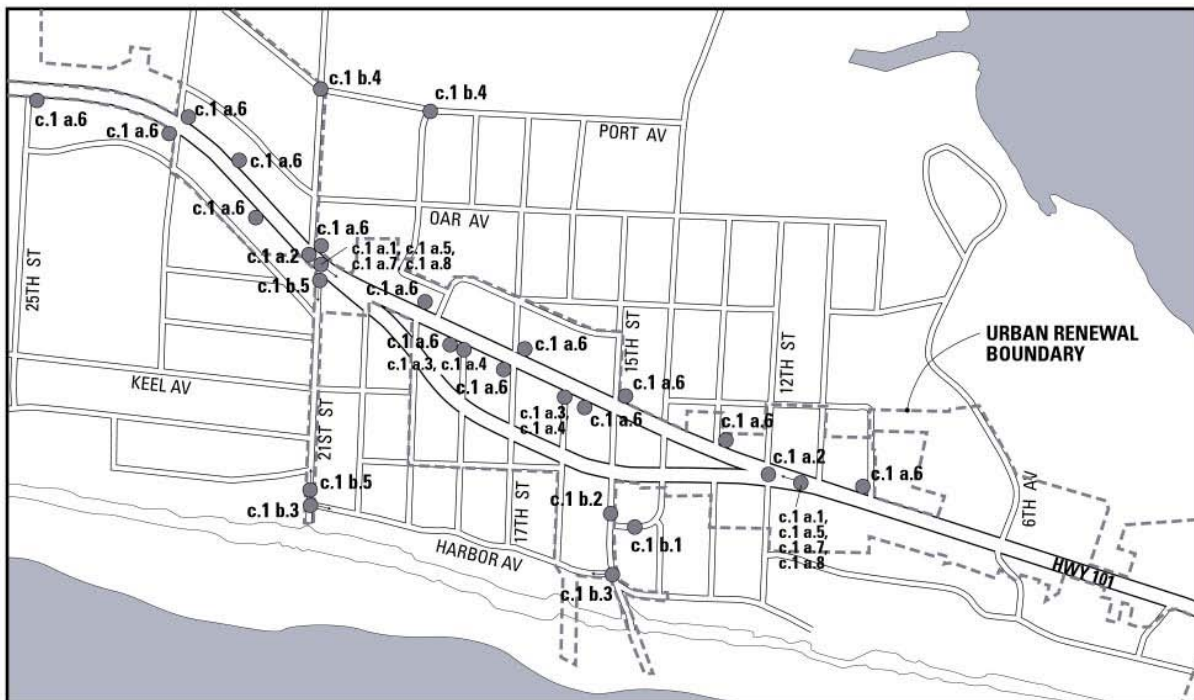 c.1 b.4
c.1 b.4
c.1 a.6
c.1 a.6
c.1 a.6
PORT AV
c.1 a.6
c.1 a.6
OAR AV
c.1 a.6
c.1 a.2
c.1 a.1, c.1 a.5,
c.1 a.7, c.1 a.8
c.1 b.5
25TH ST
c.1 a.6
15TH ST
12TH ST
URBAN RENEWAL
BOUNDARY
c.1 a.6
c.1 a.6
c.1 a.3, c.1 a.4
c.1 a.6
KEEL AV
c.1 a.6
c.1 a.3,
c.1 a.4
c.1 a.6
21ST ST
c.1 a.6
c.1 a.2
c.1 a.6
17TH ST
6TH AV
c.1 b.5
c.1 b.2
c.1 b.3
c.1 a.1,
c.1 a.5,
c.1 a.7,
c.1 a.8
c.1 b.1
HARBOR AV
HWY 101
c.1 b.3